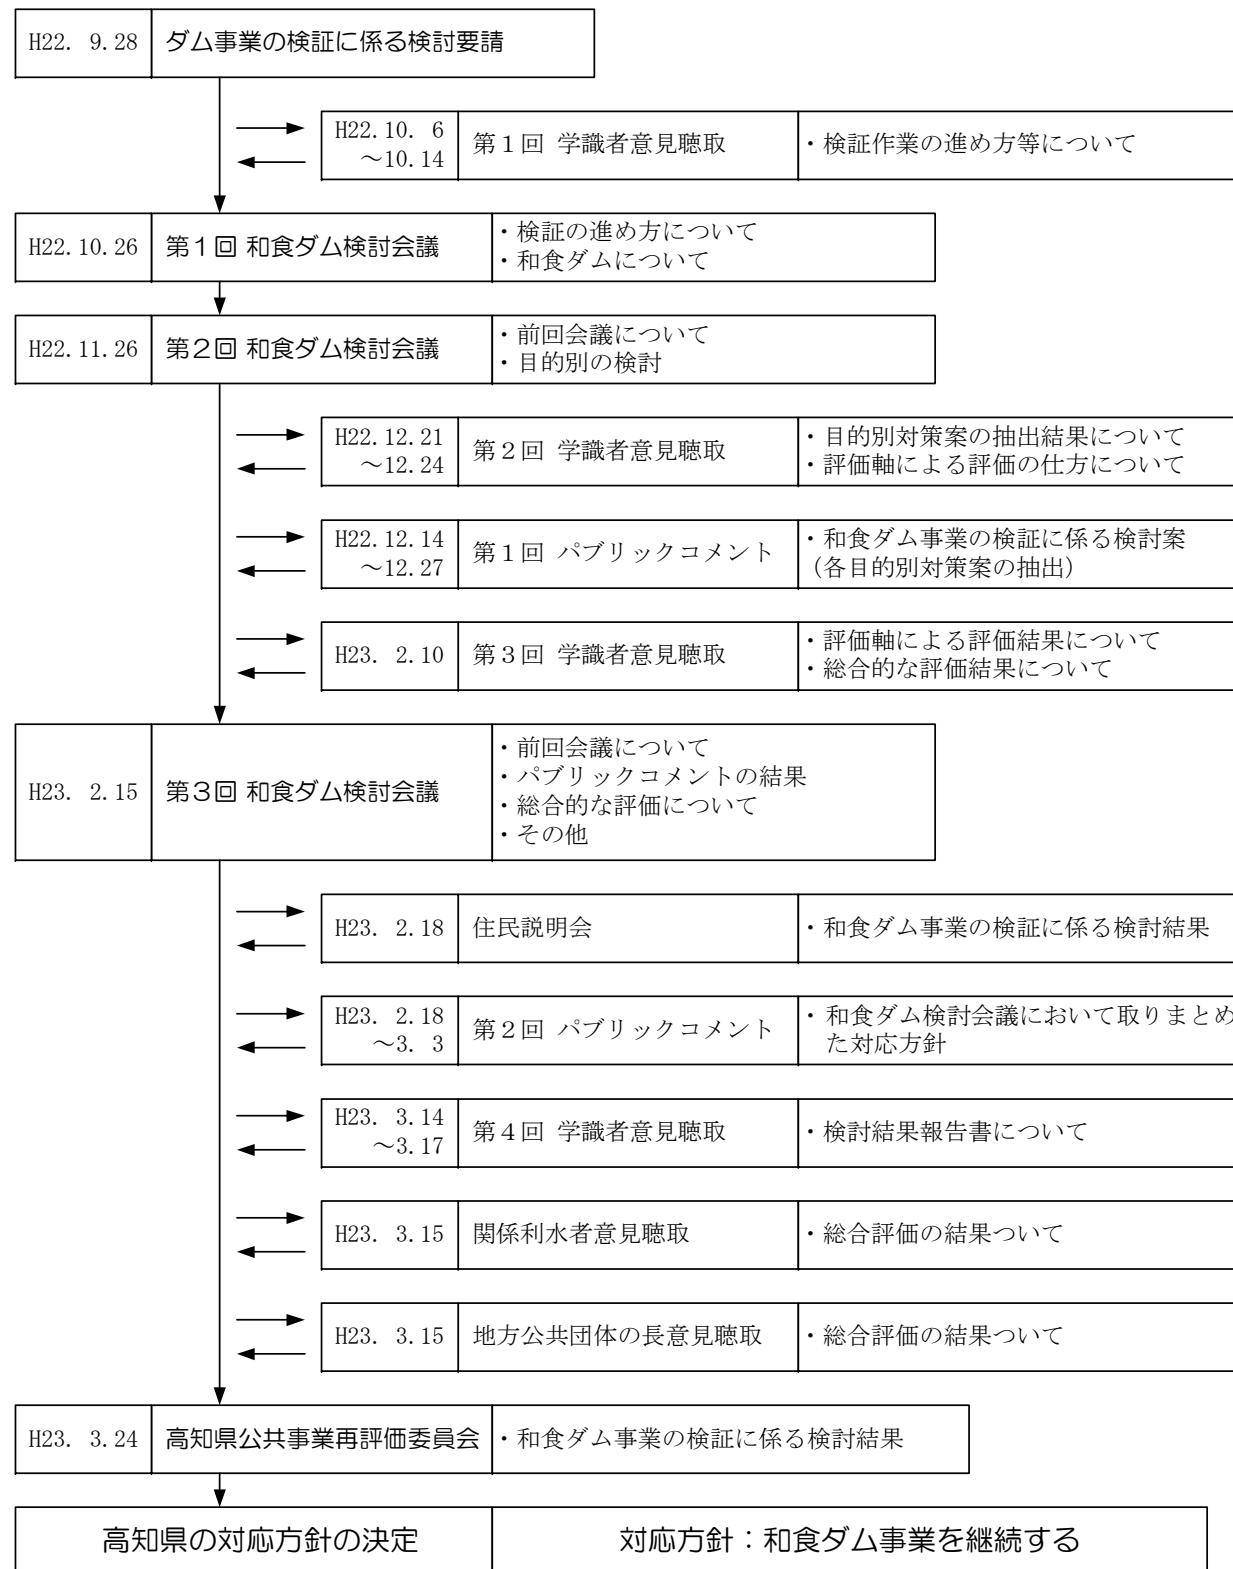 H22. 9.28 ダム事業の検証に係る検討要請
H22.10. 6
～10.14
第１回 学識者意見聴取
・検証作業の進め方等について
H22.10.26 第１回 和食ダム検討会議
・検証の進め方について
・和食ダムについて
H22.11.26 第２回 和食ダム検討会議
・前回会議について
・目的別の検討
H22.12.21
～12.24
第２回 学識者意見聴取
・目的別対策案の抽出結果について
・評価軸による評価の仕方について
H22.12.14
～12.27
第１回 パブリックコメント
・和食ダム事業の検証に係る検討案
（各目的別対策案の抽出）
H23. 2.10 第３回 学識者意見聴取
・評価軸による評価結果について
・総合的な評価結果について
H23. 2.15 第３回 和食ダム検討会議
・前回会議について
・パブリックコメントの結果
・総合的な評価について
・その他
H23. 2.18 住民説明会 ・和食ダム事業の検証に係る検討結果
H23. 2.18
～3. 3
第２回 パブリックコメント
・和食ダム検討会議において取りまとめ
た対応方針
H23. 3.14
～3.17
第４回 学識者意見聴取
・検討結果報告書について
H23. 3.15 関係利水者意見聴取 ・総合評価の結果ついて
H23. 3.15 地方公共団体の長意見聴取 ・総合評価の結果ついて
H23. 3.24 高知県公共事業再評価委員会 ・和食ダム事業の検証に係る検討結果
高知県の対応方針の決定 対応方針：和食ダム事業を継続する